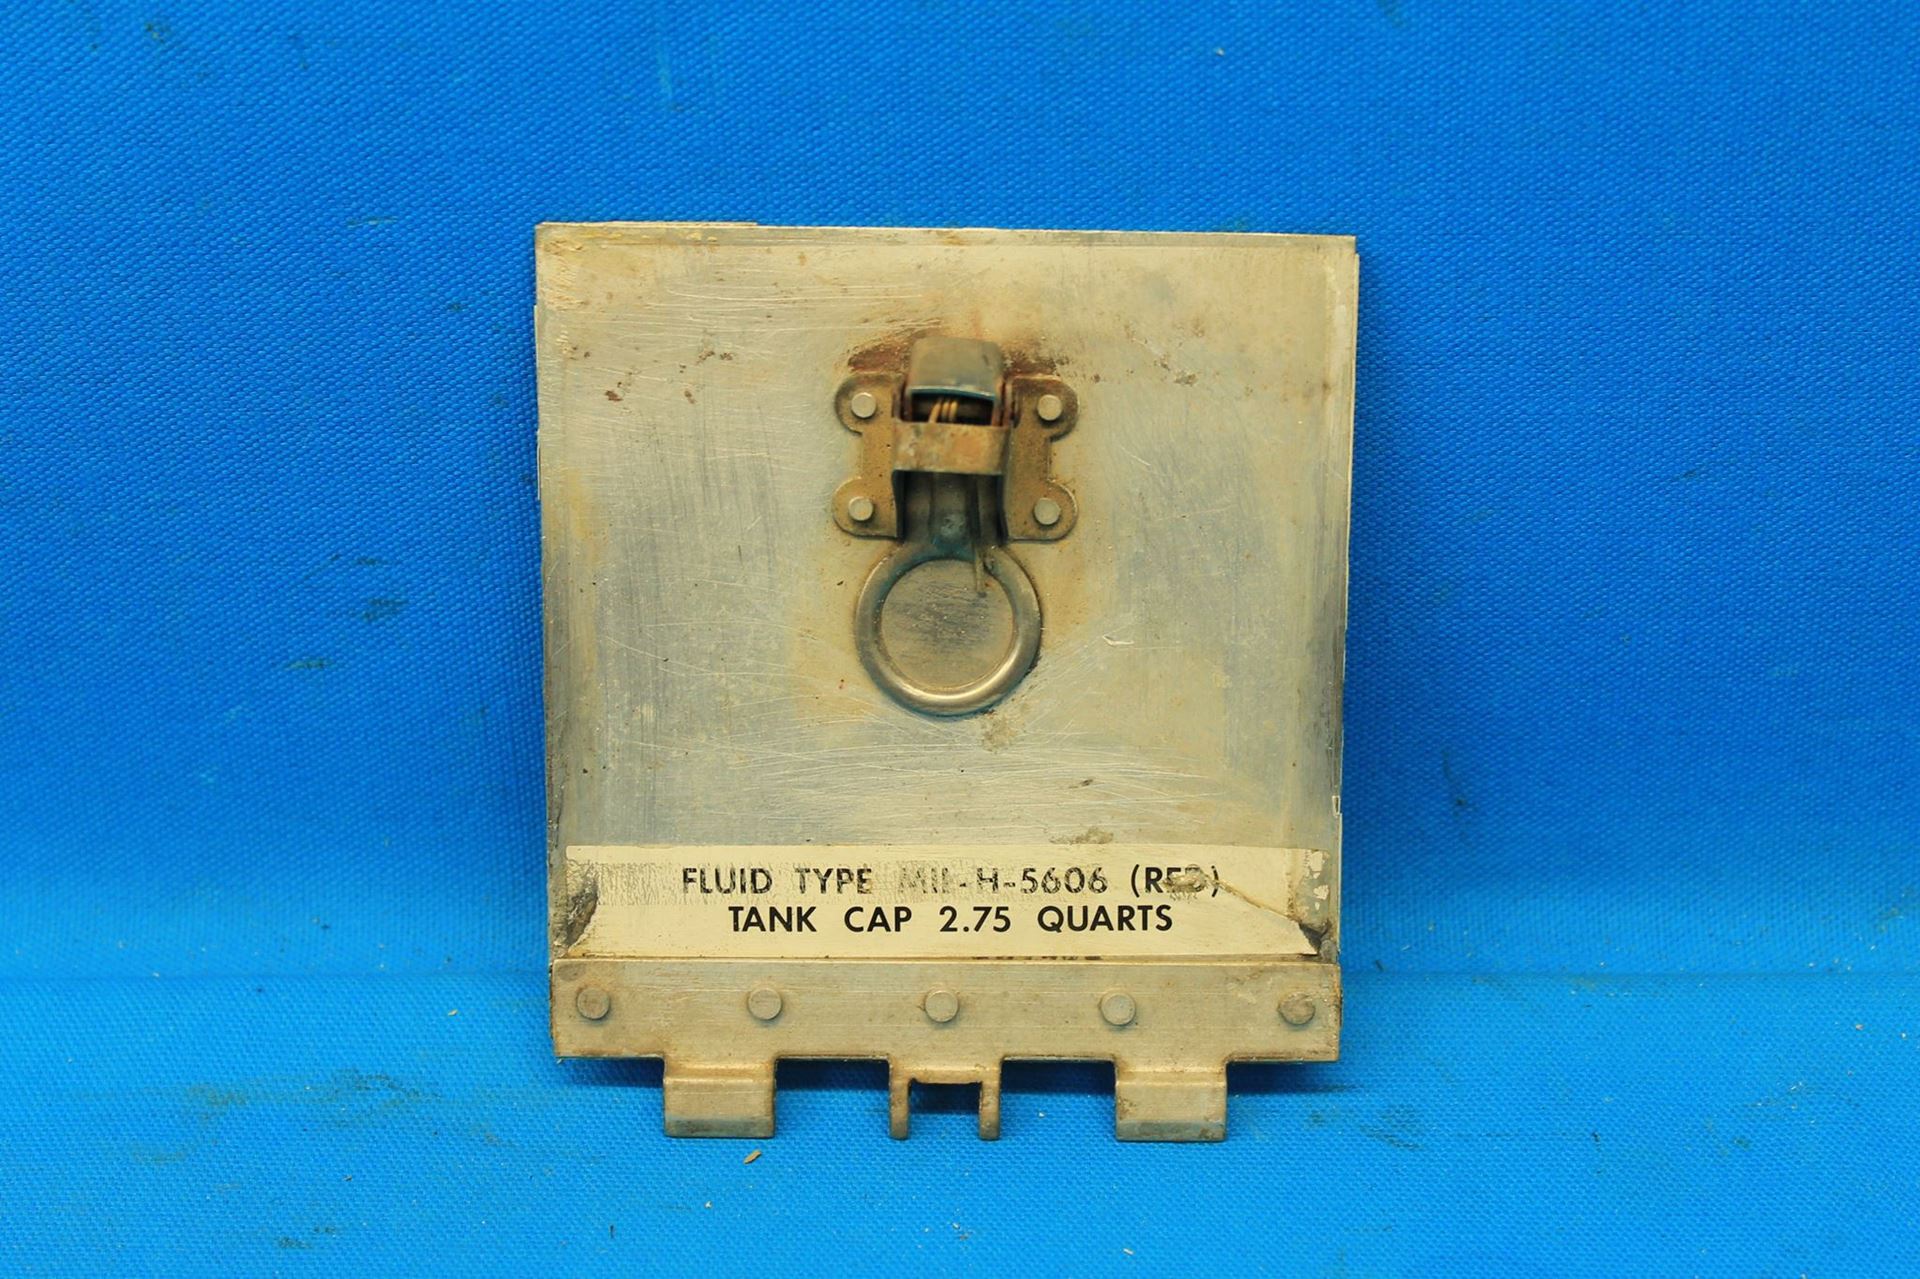 FLUID TYPE MIL-H-5606 (RED)
TANK CAP 2.75 QUARTS